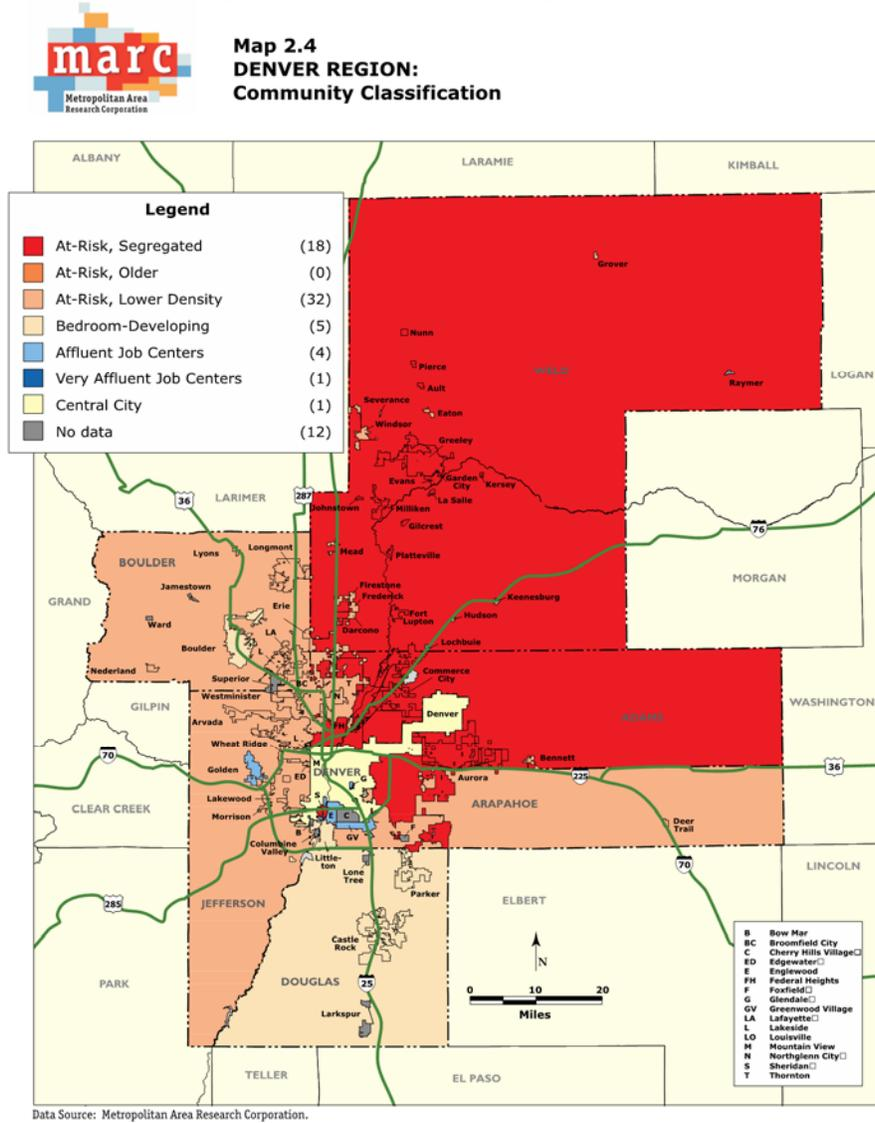 marc
Metropolitan Area
Research Corporation
Map 2.4
DENVER REGION:
Community Classification
ALBANY
LARAMIE
KIMBALL
Legend
At-Risk, Segregated (18)
At-Risk, Older (0)
At-Risk, Lower Density (32)
Bedroom-Developing (5)
Affluent Job Centers (4)
Very Affluent Job Centers (1)
Central City (1)
No data (12)
Grover
Nunn
WELD
Pierce
LOGAN
Raymer
Ault
Severance
Eaton
Windsor
Greeley
Evans
Garden
City
Kersey
36
LARIMER
287
La Salle
Johnstown
Milliken
Gilcrest
76
Lyons
Longmont
Mead
Platteville
BOULDER
MORGAN
Jamestown
Firestone
Frederick
Keenesburg
GRAND
Erie
Fort
Lupton
Hudson
Ward
LA
Darcono
Boulder
L
Lochbuie
Nederland
Superior
BC
T
Commerce
City
Westminister
N
WASHINGTON
GILPIN
Arvada
FH
Denver
ADAMS
Wheat Ridge
L
70
M
Bennett
36
Golden
DENVER
ED
G
Aurora
225
Lakewood
S
ARAPAHOE
CLEAR CREEK
Morrison
E
C
Deer
Trail
B
GV
F
Columbine
Valley
Little-
ton
70
Lone
Tree
LINCOLN
Parker
285
JEFFERSON
ELBERT
Castle
Rock
N
PARK
DOUGLAS
25
0 10 20
Miles
Larkspur
B Bow Mar
BC Broomfield City
C Cherry Hills Village□
ED Edgewater□
E Englewood
FH Federal Heights
F Foxfield□
G Glendale□
GV Greenwood Village
LA Lafayette□
L Lakeside
LO Louisville
M Mountain View
N Northglenn City□
S Sheridan□
T Thornton
TELLER
EL PASO
Data Source: Metropolitan Area Research Corporation.